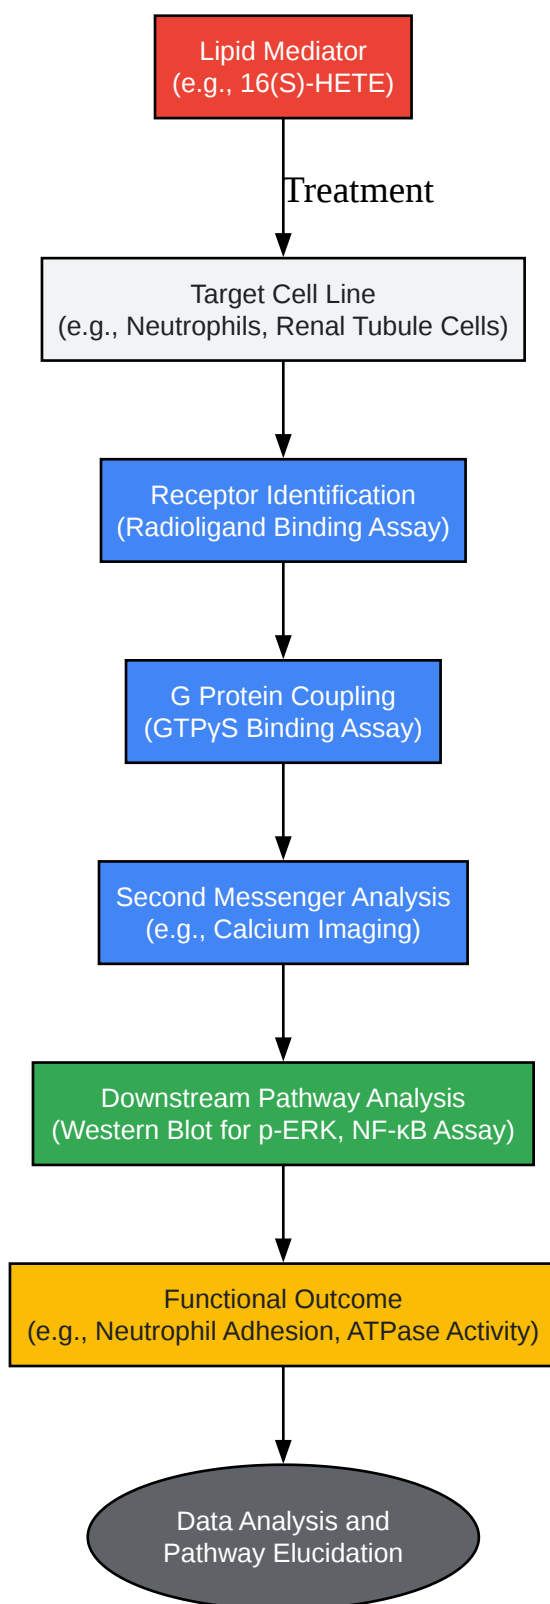 Lipid Mediator
(e.g., 16(S)-HETE)
Treatment
Target Cell Line
(e.g., Neutrophils, Renal Tubule Cells)
Receptor Identification
(Radioligand Binding Assay)
G Protein Coupling
(GTPγS Binding Assay)
Second Messenger Analysis
(e.g., Calcium Imaging)
Downstream Pathway Analysis
(Western Blot for p-ERK, NF-κB Assay)
Functional Outcome
(e.g., Neutrophil Adhesion, ATPase Activity)
Data Analysis and
Pathway Elucidation